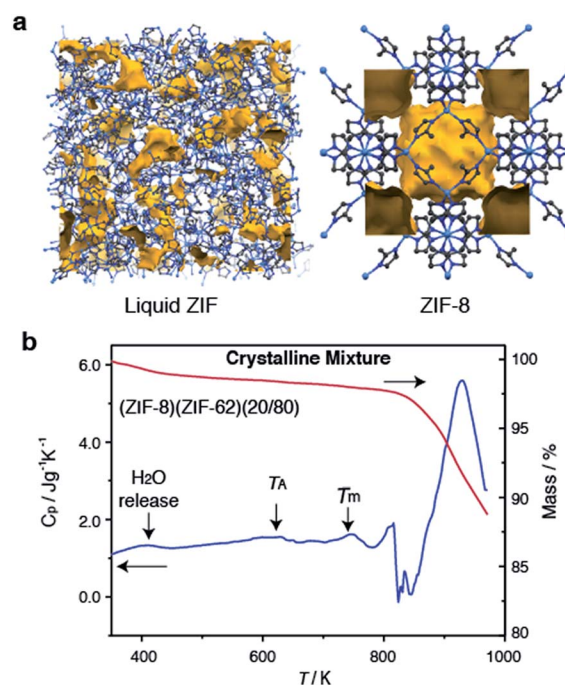 a
Liquid ZIF
ZIF-8
b
Crystalline Mixture
(ZIF-8)(ZIF-62)(20/80)
H2O
release
TA
Tm
6.0
4.0
2.0
0.0
Cp / Jg-1K-1
100
95
90
85
80
Mass / %
400
600
800
1000
T / K